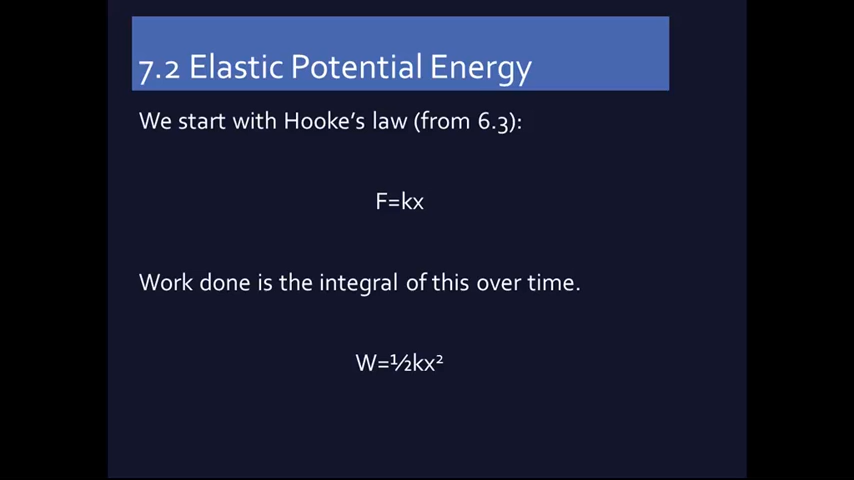 7.2 Elastic Potential Energy
We start with Hooke's law (from 6.3):
F=kx
Work done is the integral of this over time.
W=½kx²